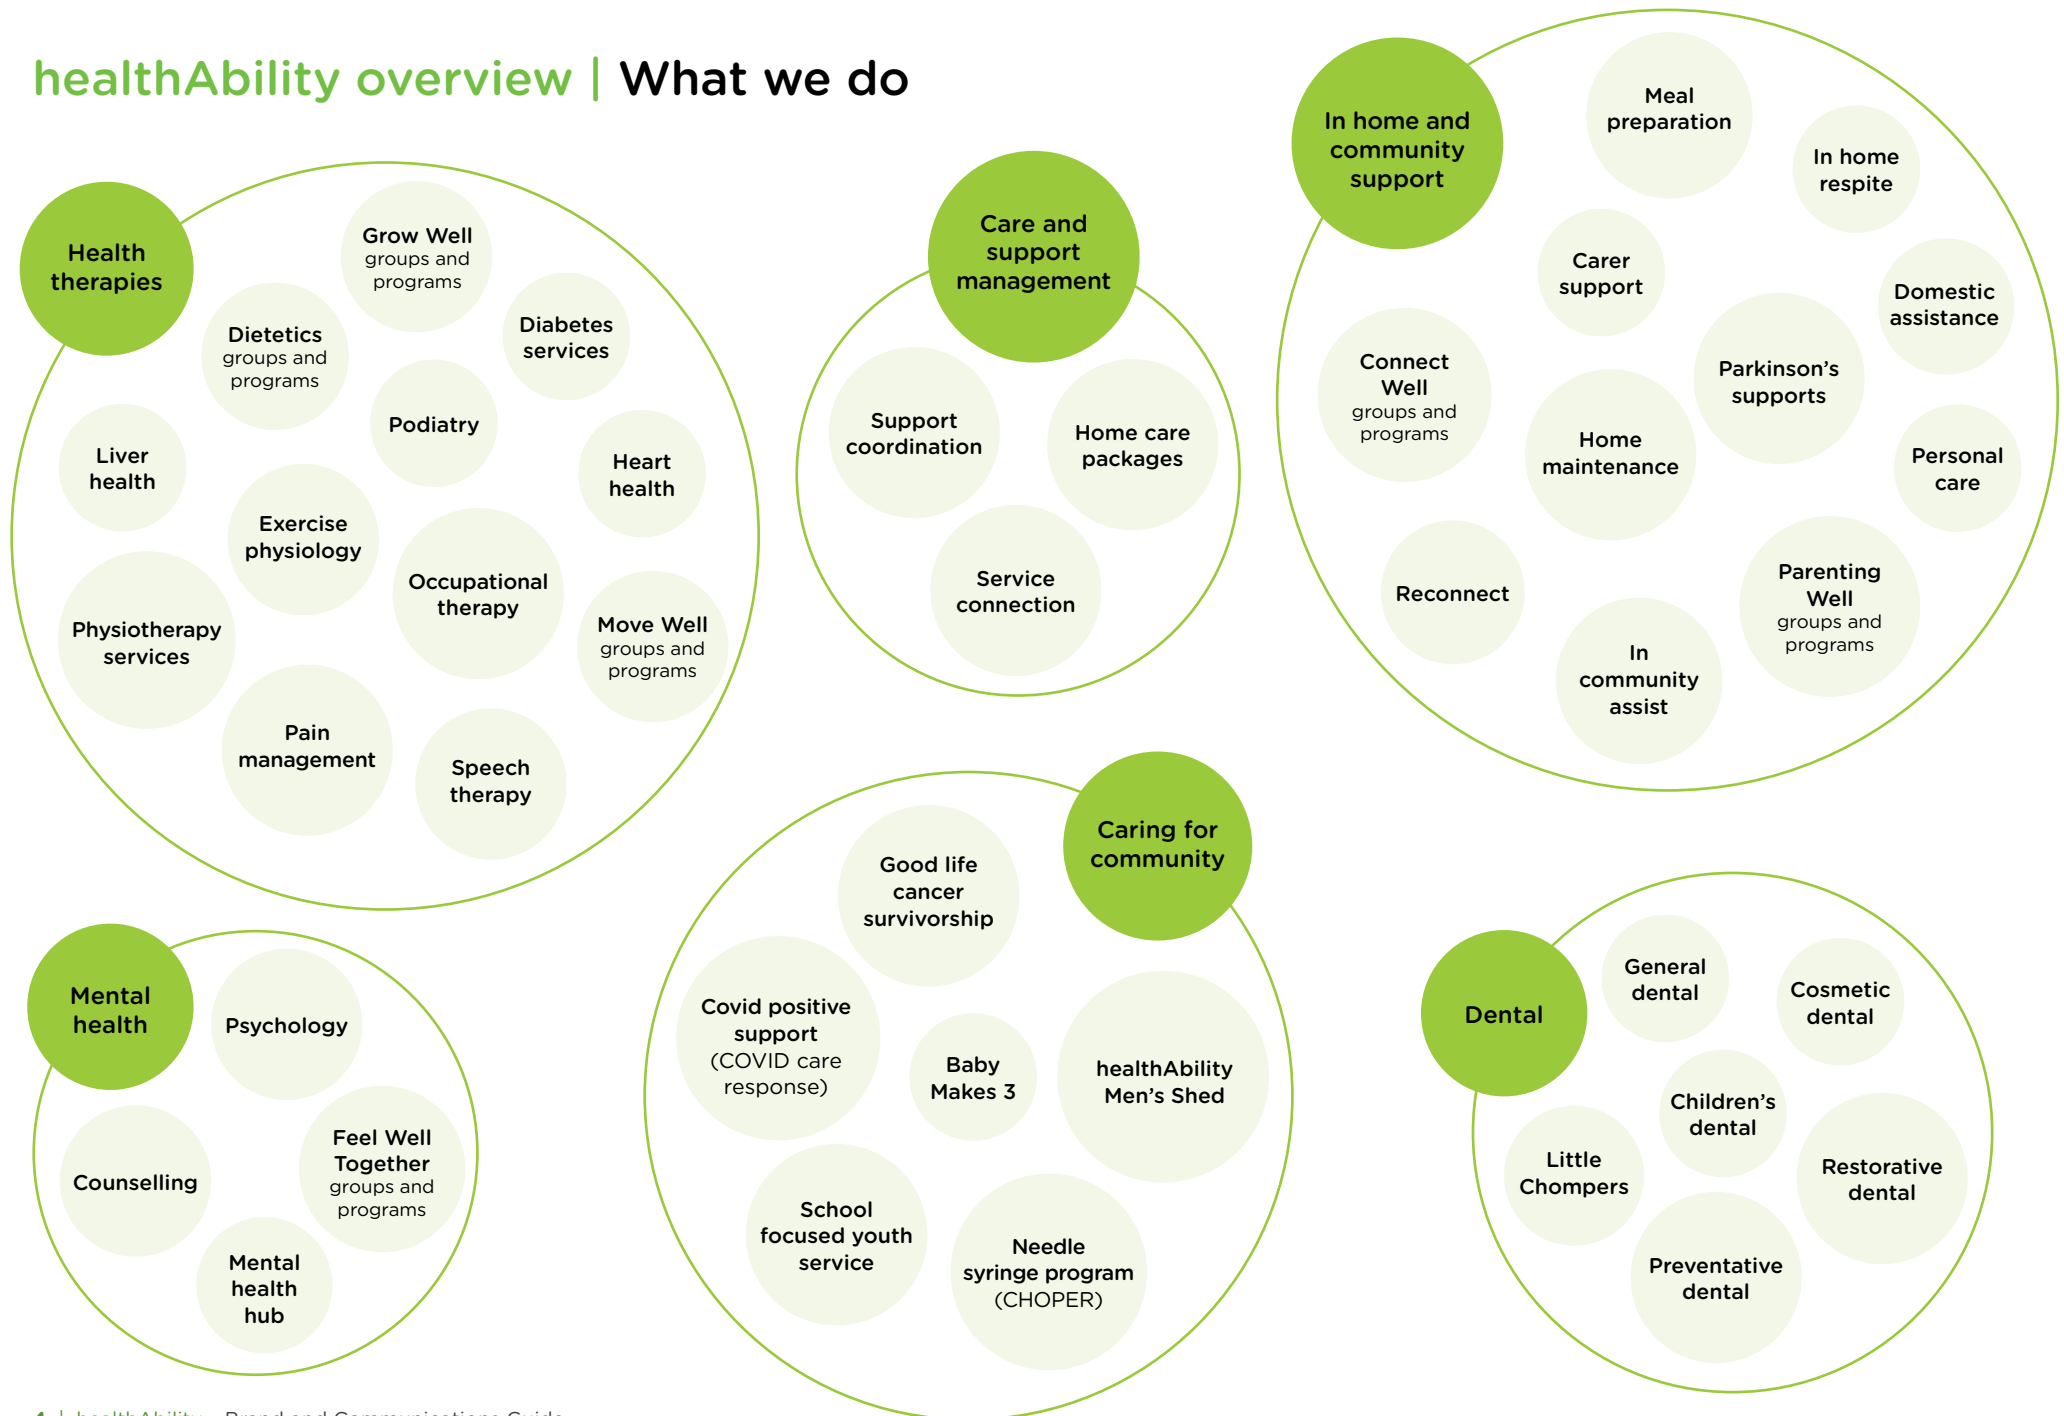 healthAbility overview | What we do
Health
therapies
Grow Well
groups and
programs
Dietetics
groups and
programs
Diabetes
services
Podiatry
Liver
health
Heart
health
Exercise
physiology
Occupational
therapy
Physiotherapy
services
Move Well
groups and
programs
Pain
management
Speech
therapy
Care and
support
management
Support
coordination
Home care
packages
Service
connection
In home and
community
support
Meal
preparation
In home
respite
Carer
support
Domestic
assistance
Connect
Well
groups and
programs
Parkinson’s
supports
Home
maintenance
Personal
care
Reconnect
Parenting
Well
groups and
programs
In
community
assist
Mental
health
Psychology
Counselling
Feel Well
Together
groups and
programs
Mental
health
hub
Caring for
community
Good life
cancer
survivorship
Covid positive
support
(COVID care
response)
Baby
Makes 3
healthAbility
Men’s Shed
School
focused youth
service
Needle
syringe program
(CHOPER)
Dental
General
dental
Cosmetic
dental
Children’s
dental
Little
Chompers
Restorative
dental
Preventative
dental
4 | healthAbility – Brand and Communications Guide